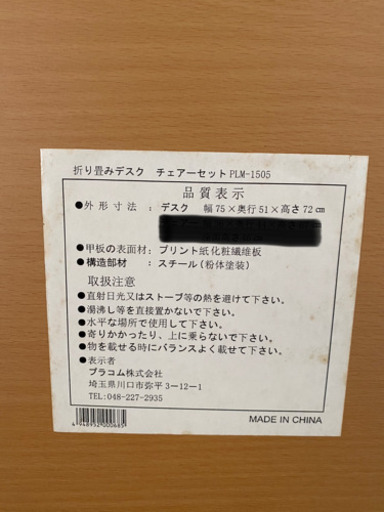 折り畳みデスク チェアーセットPLM-1505
品質表示
●外形寸法： デスク 幅75×奥行51×高さ72cm
●甲板の表面材： プリント紙化粧繊維板
●構造部材： スチール(粉体塗装)
取扱注意
●直射日光又はストーブ等の熱を避けて下さい。
●湯沸し等を直接置かないで下さい。
●水平な場所で使用して下さい。
●寄りかかったり、上に乗らないで下さい。
●物を載せる時にバランスよく載せて下さい。
●表示者
プラコム株式会社
埼玉県川口市弥平3-12-1
TEL:048-227-2935
4948952000685
MADE IN CHINA